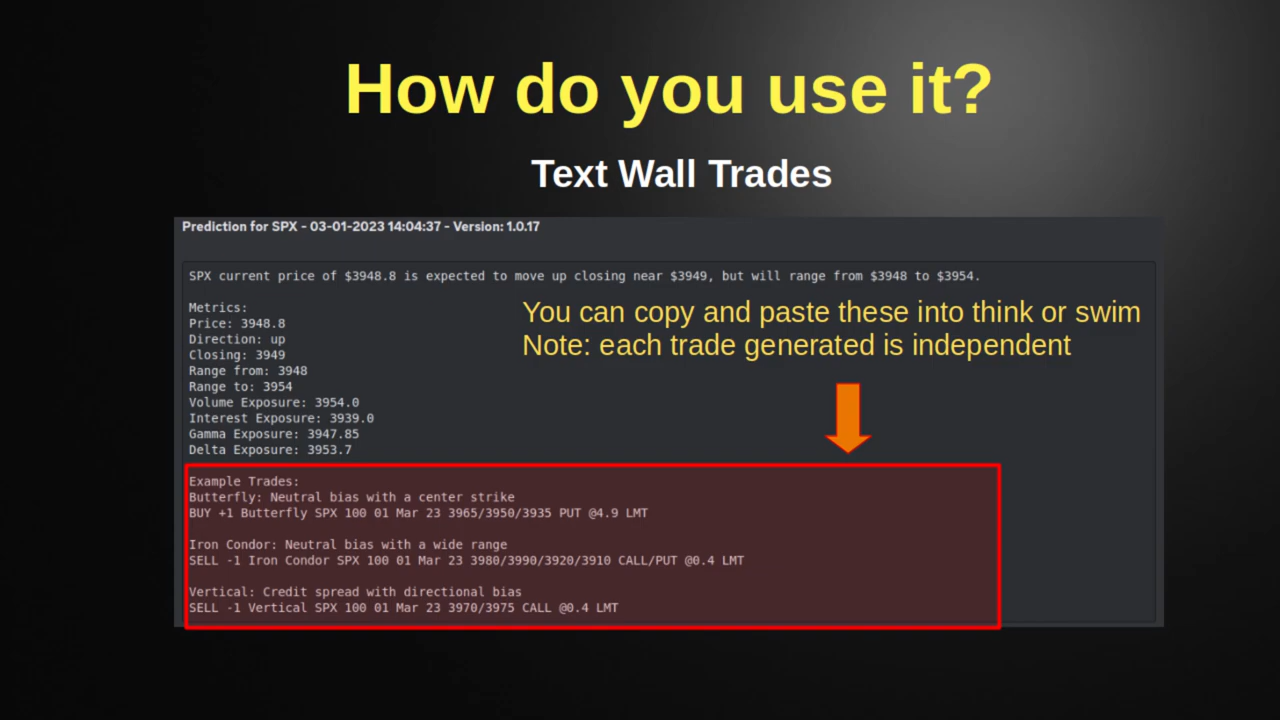 How do you use it?
Text Wall Trades
Prediction for SPX - 03-01-2023 14:04:37 - Version: 1.0.17
SPX current price of $3948.8 is expected to move up closing near $3949, but will range from $3948 to $3954.
You can copy and paste these into think or swim
Note: each trade generated is independent
Metrics:
Price: 3948.8
Direction: up
Closing: 3949
Range from: 3948
Range to: 3954
Volume Exposure: 3954.0
Interest Exposure: 3939.0
Gamma Exposure: 3947.85
Delta Exposure: 3953.7
Example Trades:
Butterfly: Neutral bias with a center strike
BUY +1 Butterfly SPX 100 01 Mar 23 3965/3950/3935 PUT @4.9 LMT
Iron Condor: Neutral bias with a wide range
SELL -1 Iron Condor SPX 100 01 Mar 23 3980/3990/3920/3910 CALL/PUT @0.4 LMT
Vertical: Credit spread with directional bias
SELL -1 Vertical SPX 100 01 Mar 23 3970/3975 CALL @0.4 LMT